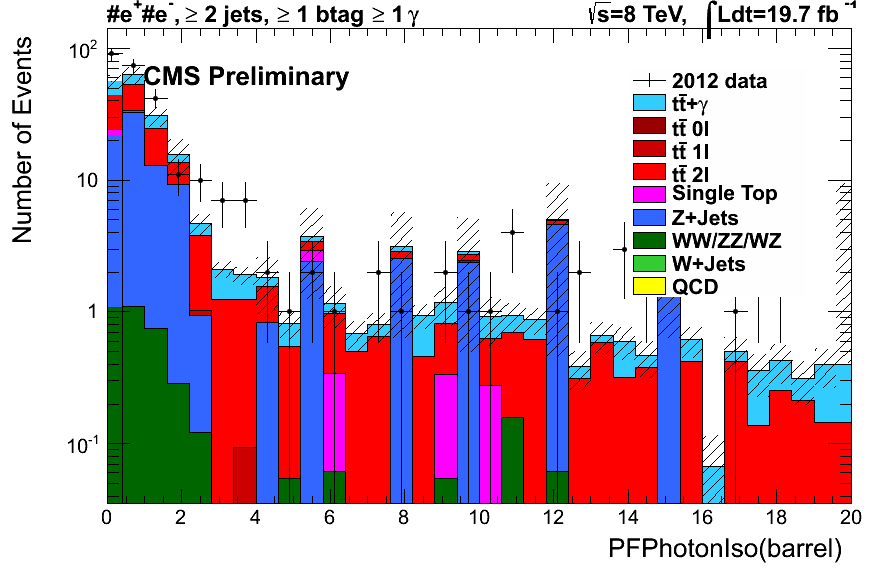 #e⁺#e⁻, ≥ 2 jets, ≥ 1 btag ≥ 1 γ
√s=8 TeV, ∫Ldt=19.7 fb⁻¹
CMS Preliminary
2012 data
tt̄+γ
tt̄ 0l
tt̄ 1l
tt̄ 2l
Single Top
Z+Jets
WW/ZZ/WZ
W+Jets
QCD
Number of Events
10²
10
1
10⁻¹
0 2 4 6 8 10 12 14 16 18 20
PFPhotonIso(barrel)